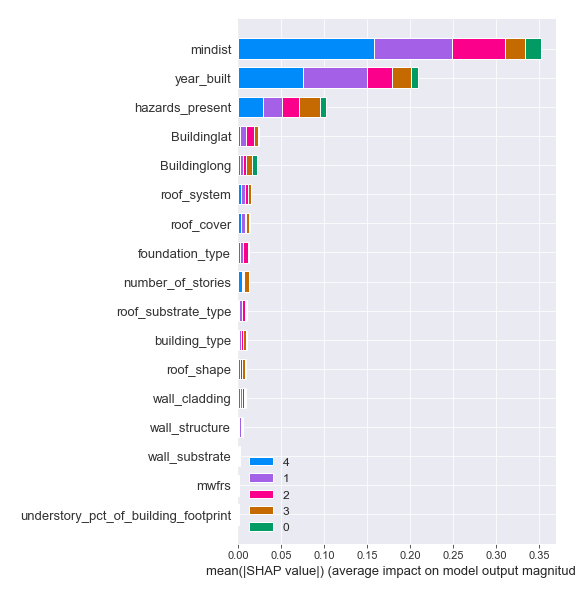 mindist
year_built
hazards_present
Buildinglat
Buildinglong
roof_system
roof_cover
foundation_type
number_of_stories
roof_substrate_type
building_type
roof_shape
wall_cladding
wall_structure
wall_substrate
mwfrs
understory_pct_of_building_footprint
4
1
2
3
0
0.00 0.05 0.10 0.15 0.20 0.25 0.30 0.35
mean(|SHAP value|) (average impact on model output magnitud